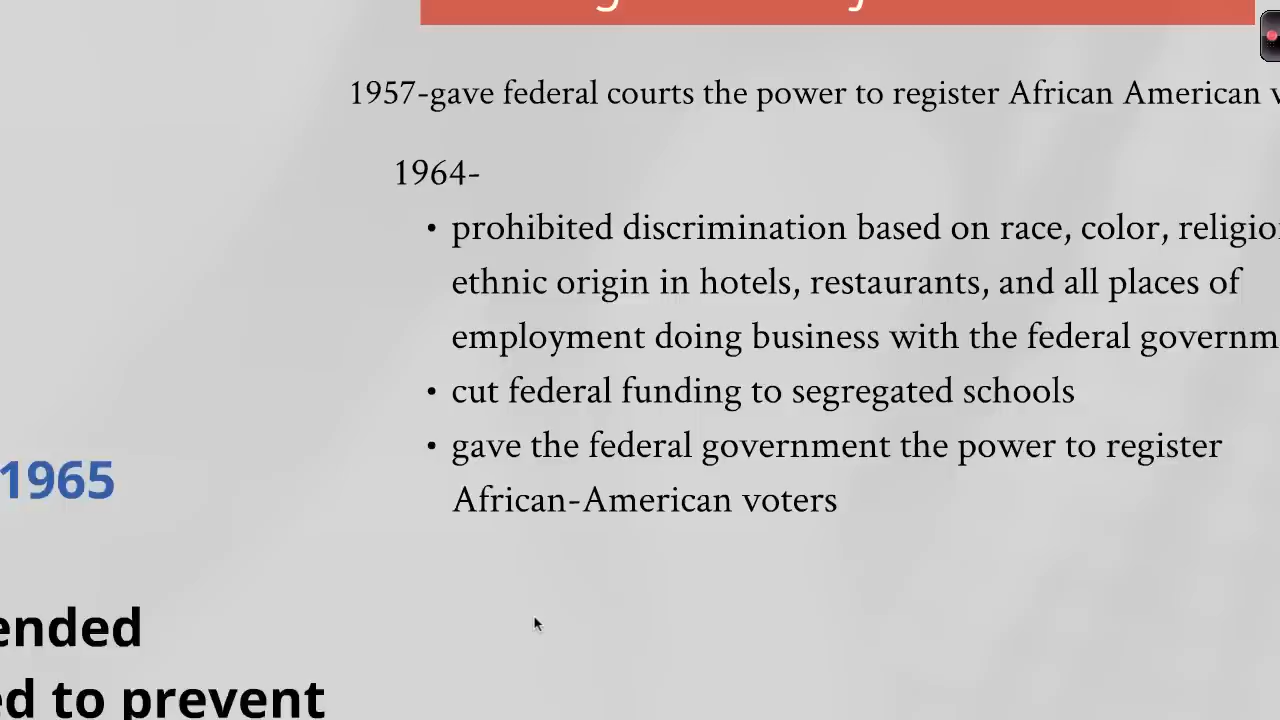 1957-gave federal courts the power to register African American
1964-
• prohibited discrimination based on race, color,
ethnic origin in hotels, restaurants, and all places of
employment doing business with the federal
• cut federal funding to segregated schools
• gave the federal government the power to register
African-American voters
1965
ended
to prevent